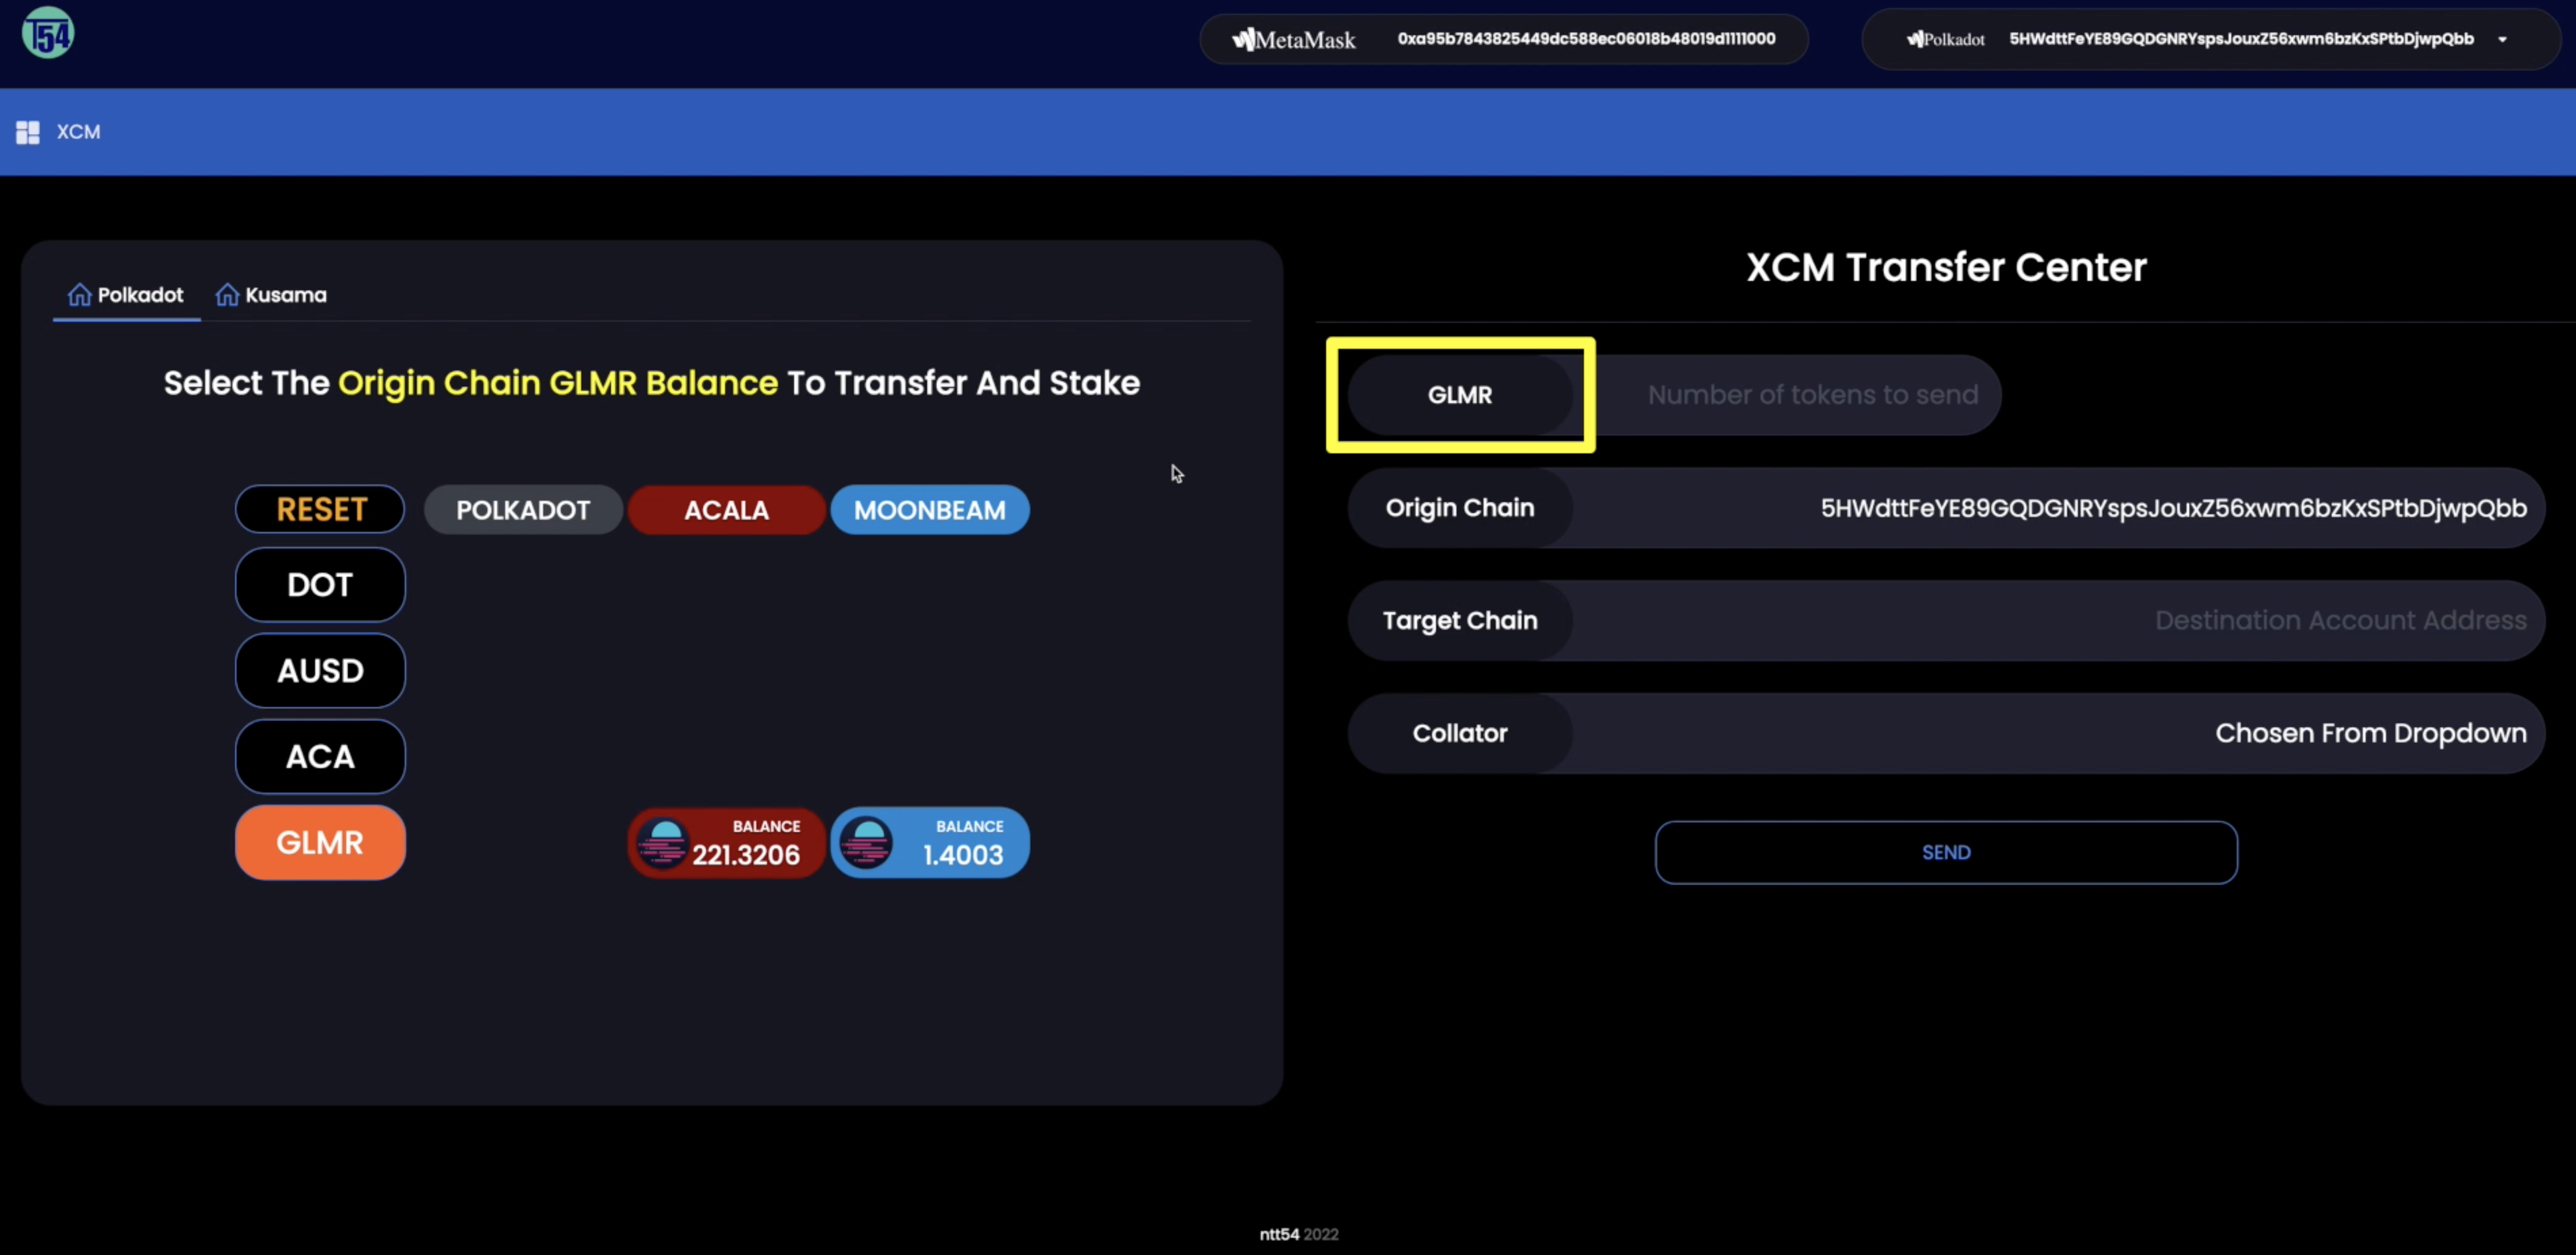 T54
MetaMask 0xa95b7843825449dc588ec06018b48019d1111000
Polkadot 5HWdttFeYE89GQDGNRYspsJouxZ56xwm6bzKxSPtbDjwpQbb
XCM
Polkadot Kusama
Select The Origin Chain GLMR Balance To Transfer And Stake
RESET POLKADOT ACALA MOONBEAM
DOT
AUSD
ACA
GLMR
BALANCE
221.3206
BALANCE
1.4003
XCM Transfer Center
GLMR Number of tokens to send
Origin Chain 5HWdttFeYE89GQDGNRYspsJouxZ56xwm6bzKxSPtbDjwpQbb
Target Chain Destination Account Address
Collator Chosen From Dropdown
SEND
ntt54 2022